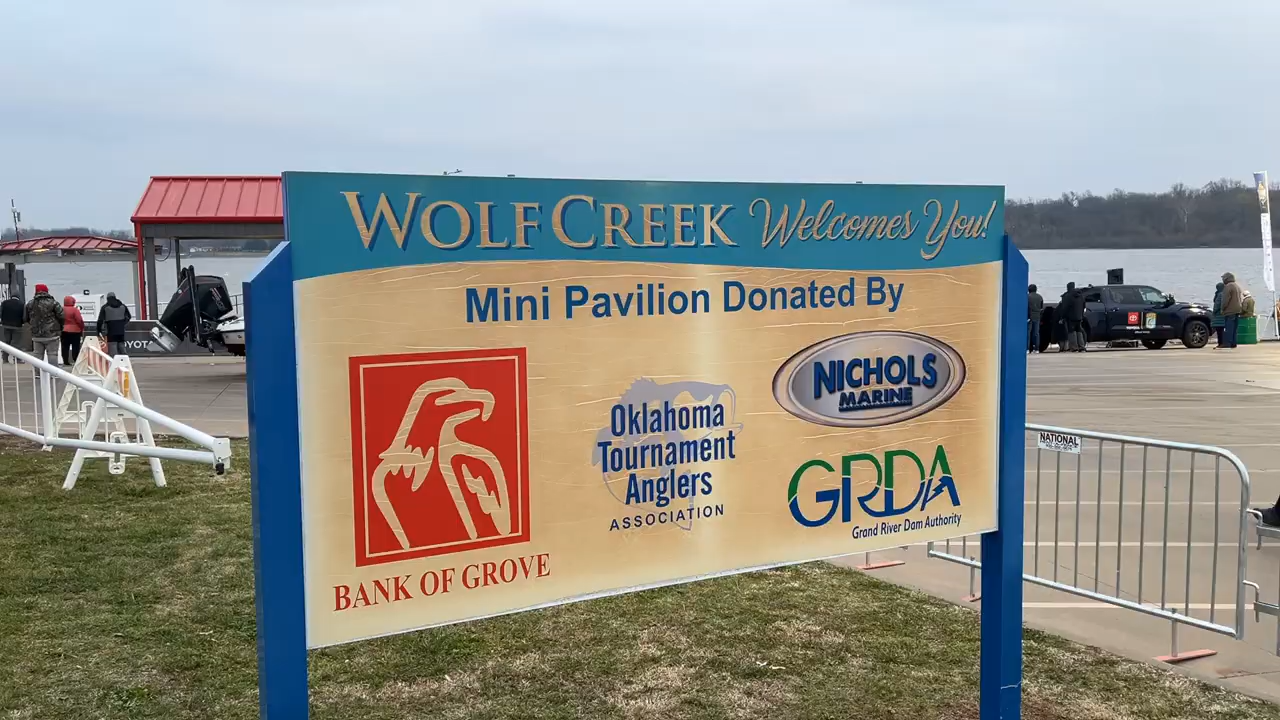 WOLF CREEK Welcomes You!
Mini Pavilion Donated By
BANK OF GROVE
Oklahoma
Tournament
Anglers
ASSOCIATION
NICHOLS
MARINE
GRDA
Grand River Dam Authority
NATIONAL
TOYOTA